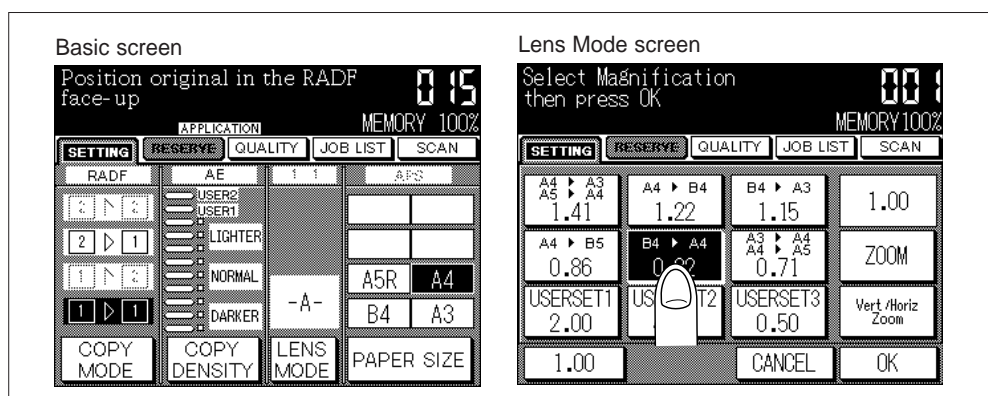 Basic screen
Position original in the RADF
face-up
015
MEMORY 100%
APPLICATION
SETTING RESERVE QUALITY JOB LIST SCAN
RADF AE 1 1 APS
2 1
1 1
USER2
USER1
LIGHTER
NORMAL
DARKER
-A-
A5R A4
B4 A3
COPY MODE
COPY DENSITY
LENS MODE
PAPER SIZE
Lens Mode screen
Select Magnification
then press OK
001
MEMORY 100%
SETTING RESERVE QUALITY JOB LIST SCAN
A4 ▶ A3
A5 ▶ A4
1.41
A4 ▶ B4
1.22
B4 ▶ A3
1.15
1.00
A4 ▶ B5
0.86
B4 ▶ A4
A3 ▶ A4
A4 ▶ A5
0.71
ZOOM
USERSET1
2.00
USERSET3
0.50
Vert./Horiz
Zoom
1.00 CANCEL OK